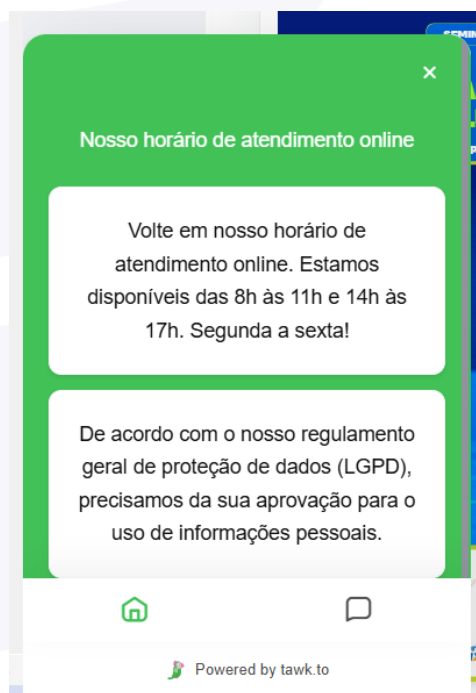 SEMIN
×
Nosso horário de atendimento online
Volte em nosso horário de
atendimento online. Estamos
disponíveis das 8h às 11h e 14h às
17h. Segunda a sexta!
De acordo com o nosso regulamento
geral de proteção de dados (LGPD),
precisamos da sua aprovação para o
uso de informações pessoais.
Powered by tawk.to